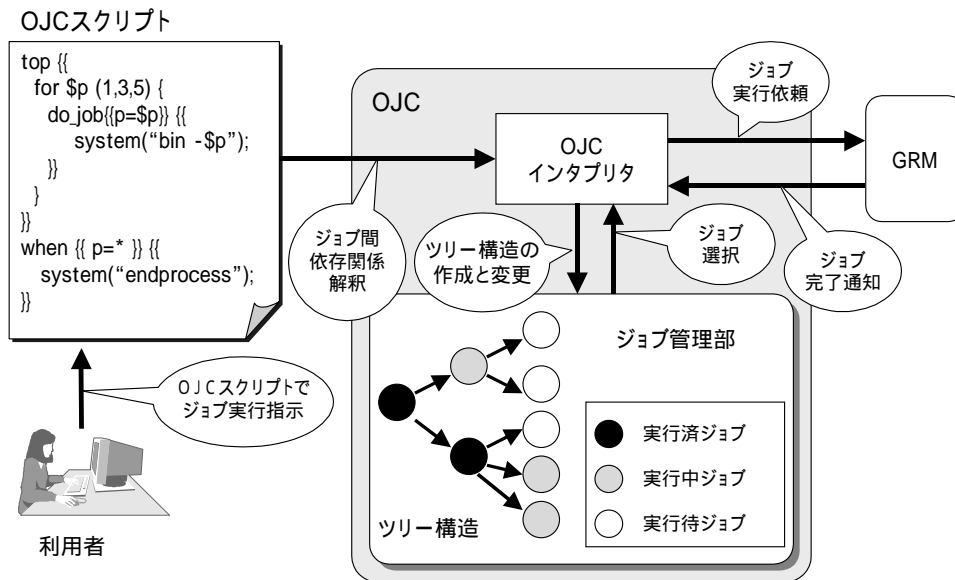 OJCスクリプト
top {{
for $p (1,3,5) {
do_job{{p=$p}} {{
system(“bin -$p”);
}}
}
}}
when {{ p=* }} {{
system(“endprocess”);
}}
OJC
OJC
インタプリタ
ジョブ
実行依頼
GRM
ジョブ間
依存関係
解釈
ツリー構造の
作成と変更
ジョブ
選択
ジョブ
完了通知
ジョブ管理部
OJCスクリプトで
ジョブ実行指示
実行済ジョブ
実行中ジョブ
実行待ジョブ
ツリー構造
利用者